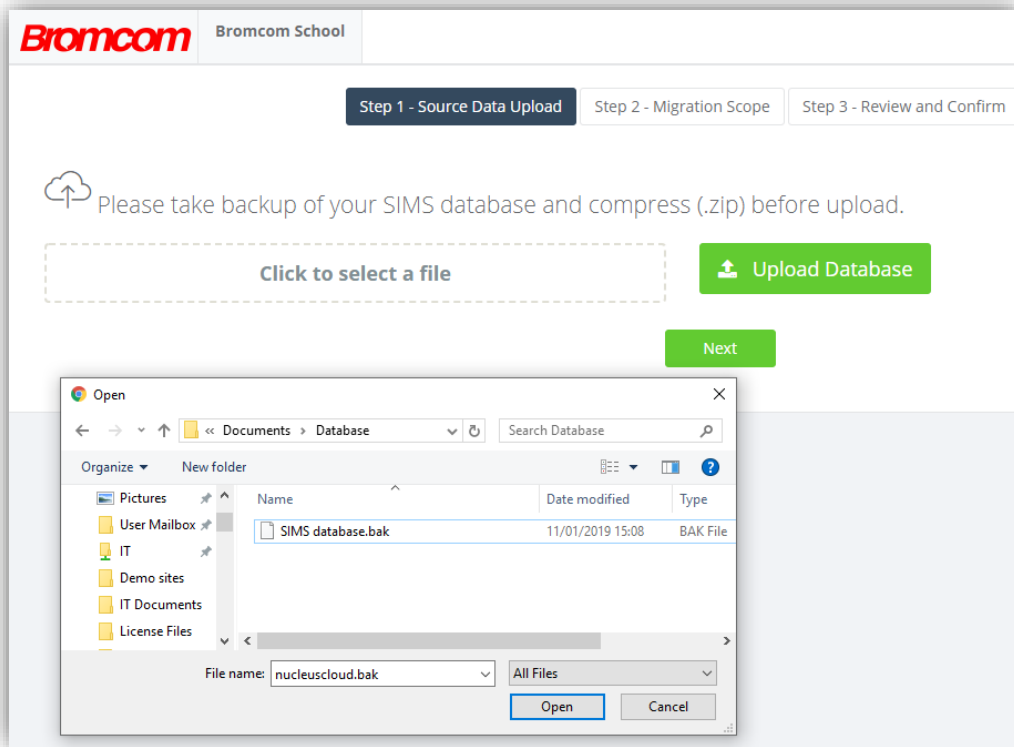 Bromcom Bromcom School
Step 1 - Source Data Upload Step 2 - Migration Scope Step 3 - Review and Confirm
Please take backup of your SIMS database and compress (.zip) before upload.
Click to select a file Upload Database
Next
Open
« Documents › Database Search Database
Organize New folder ?
Pictures Name Date modified Type
User Mailbox SIMS database.bak 11/01/2019 15:08 BAK File
IT
Demo sites
IT Documents
License Files
File name: nucleuscloud.bak All Files
Open Cancel